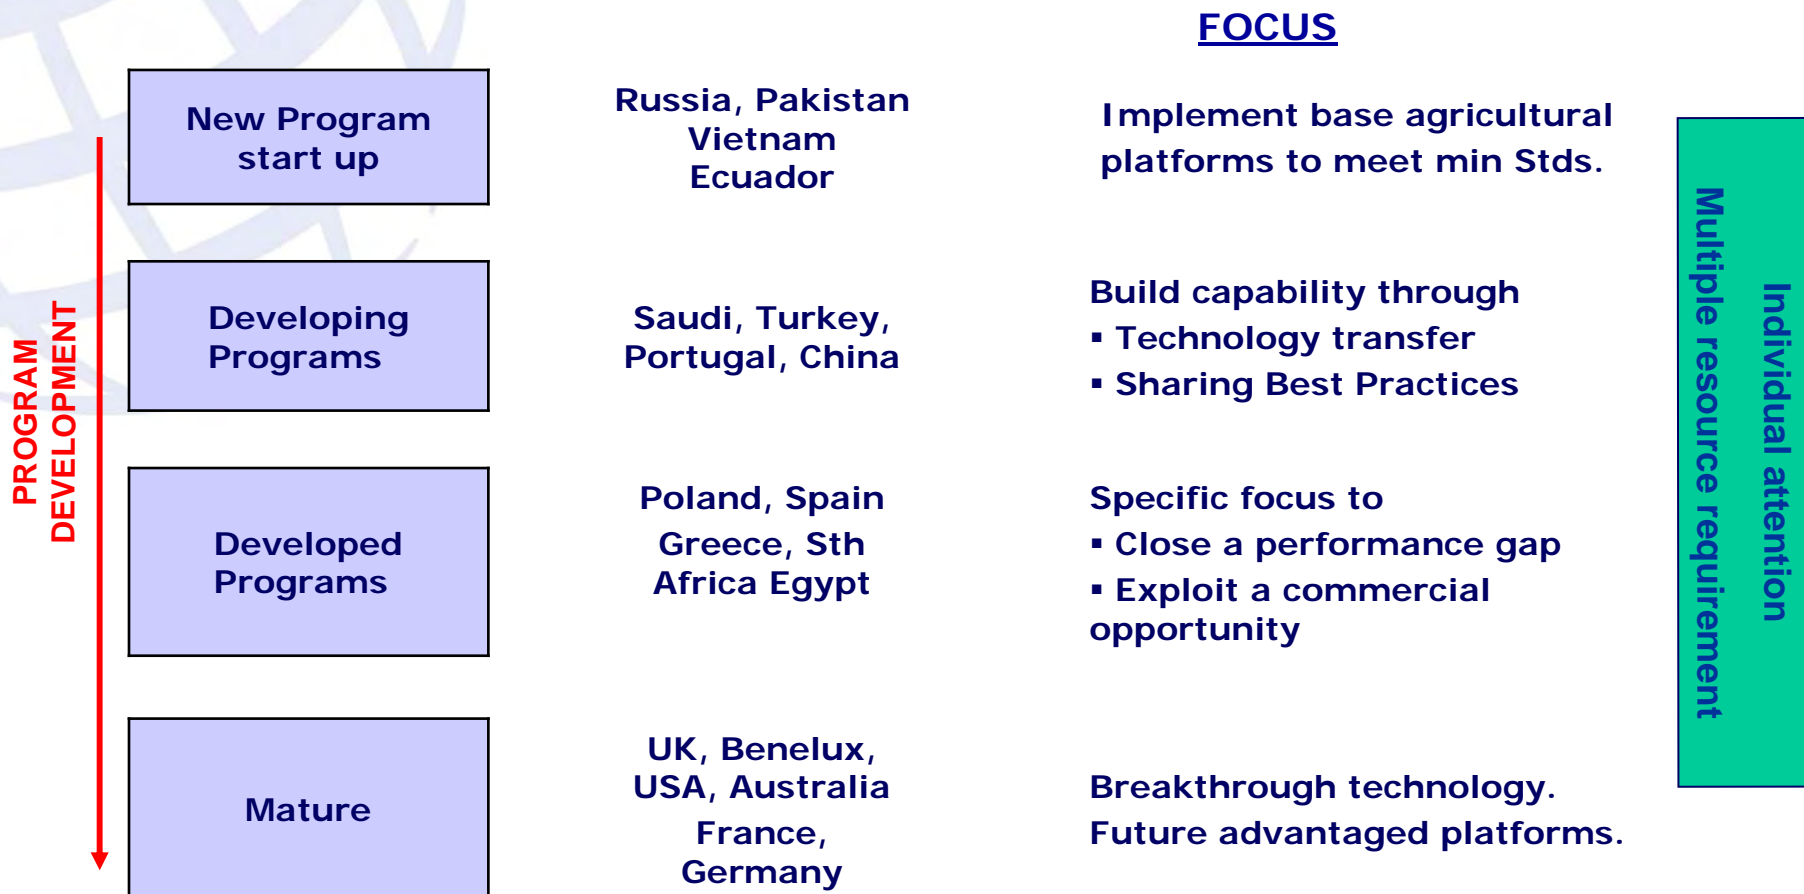 FOCUS
New Program
start up
Russia, Pakistan
Vietnam
Ecuador
Implement base agricultural
platforms to meet min Stds.
Developing
Programs
Saudi, Turkey,
Portugal, China
Build capability through
▪ Technology transfer
▪ Sharing Best Practices
Developed
Programs
Poland, Spain
Greece, Sth
Africa Egypt
Specific focus to
▪ Close a performance gap
▪ Exploit a commercial
opportunity
Mature
UK, Benelux,
USA, Australia
France,
Germany
Breakthrough technology.
Future advantaged platforms.
PROGRAM
DEVELOPMENT
Individual attention
Multiple resource requirement